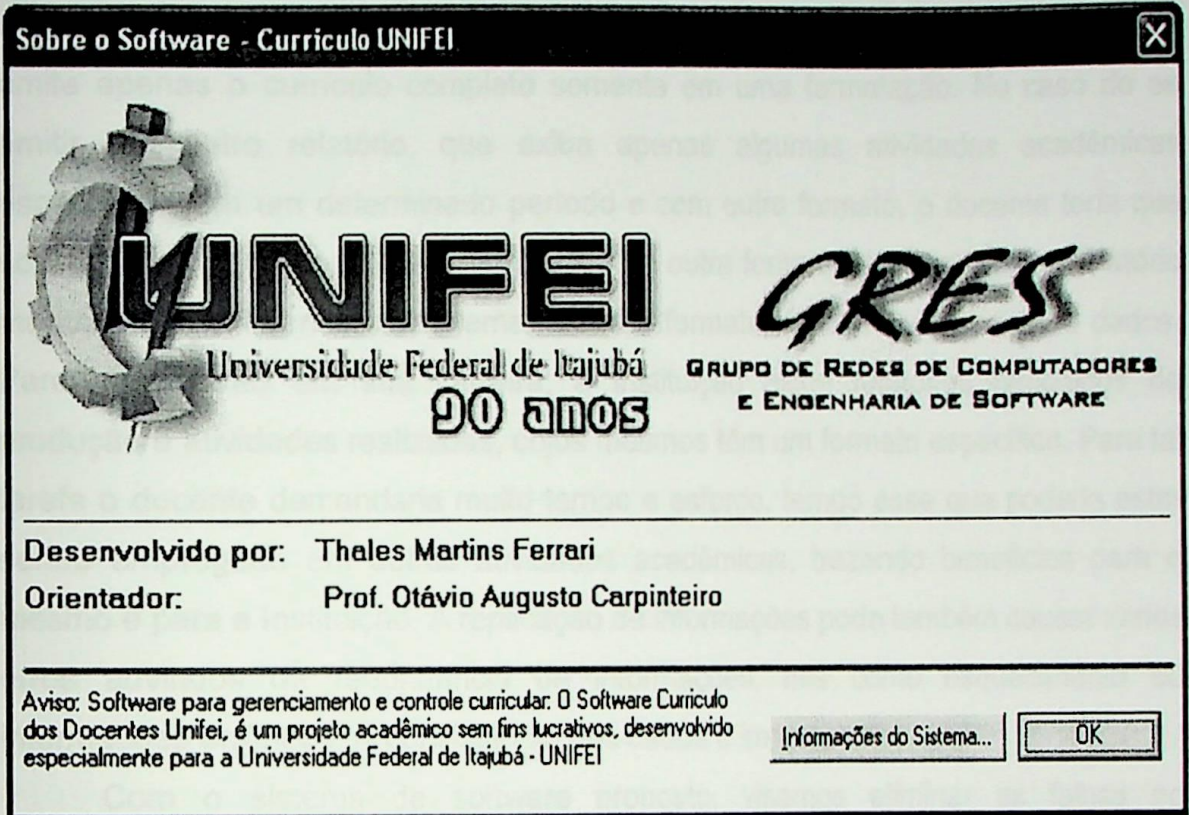 Sobre o Software - Curriculo UNIFEI
UNIFEI
Universidade Federal de Itajubá
90 anos
GRES
GRUPO DE REDES DE COMPUTADORES
E ENGENHARIA DE SOFTWARE
Desenvolvido por: Thales Martins Ferrari
Orientador: Prof. Otávio Augusto Carpinteiro
Aviso: Software para gerenciamento e controle curricular: O Software Curriculo
dos Docentes Unifei, é um projeto acadêmico sem fins lucrativos, desenvolvido
especialmente para a Universidade Federal de Itajubá - UNIFEI
Informações do Sistema...
OK